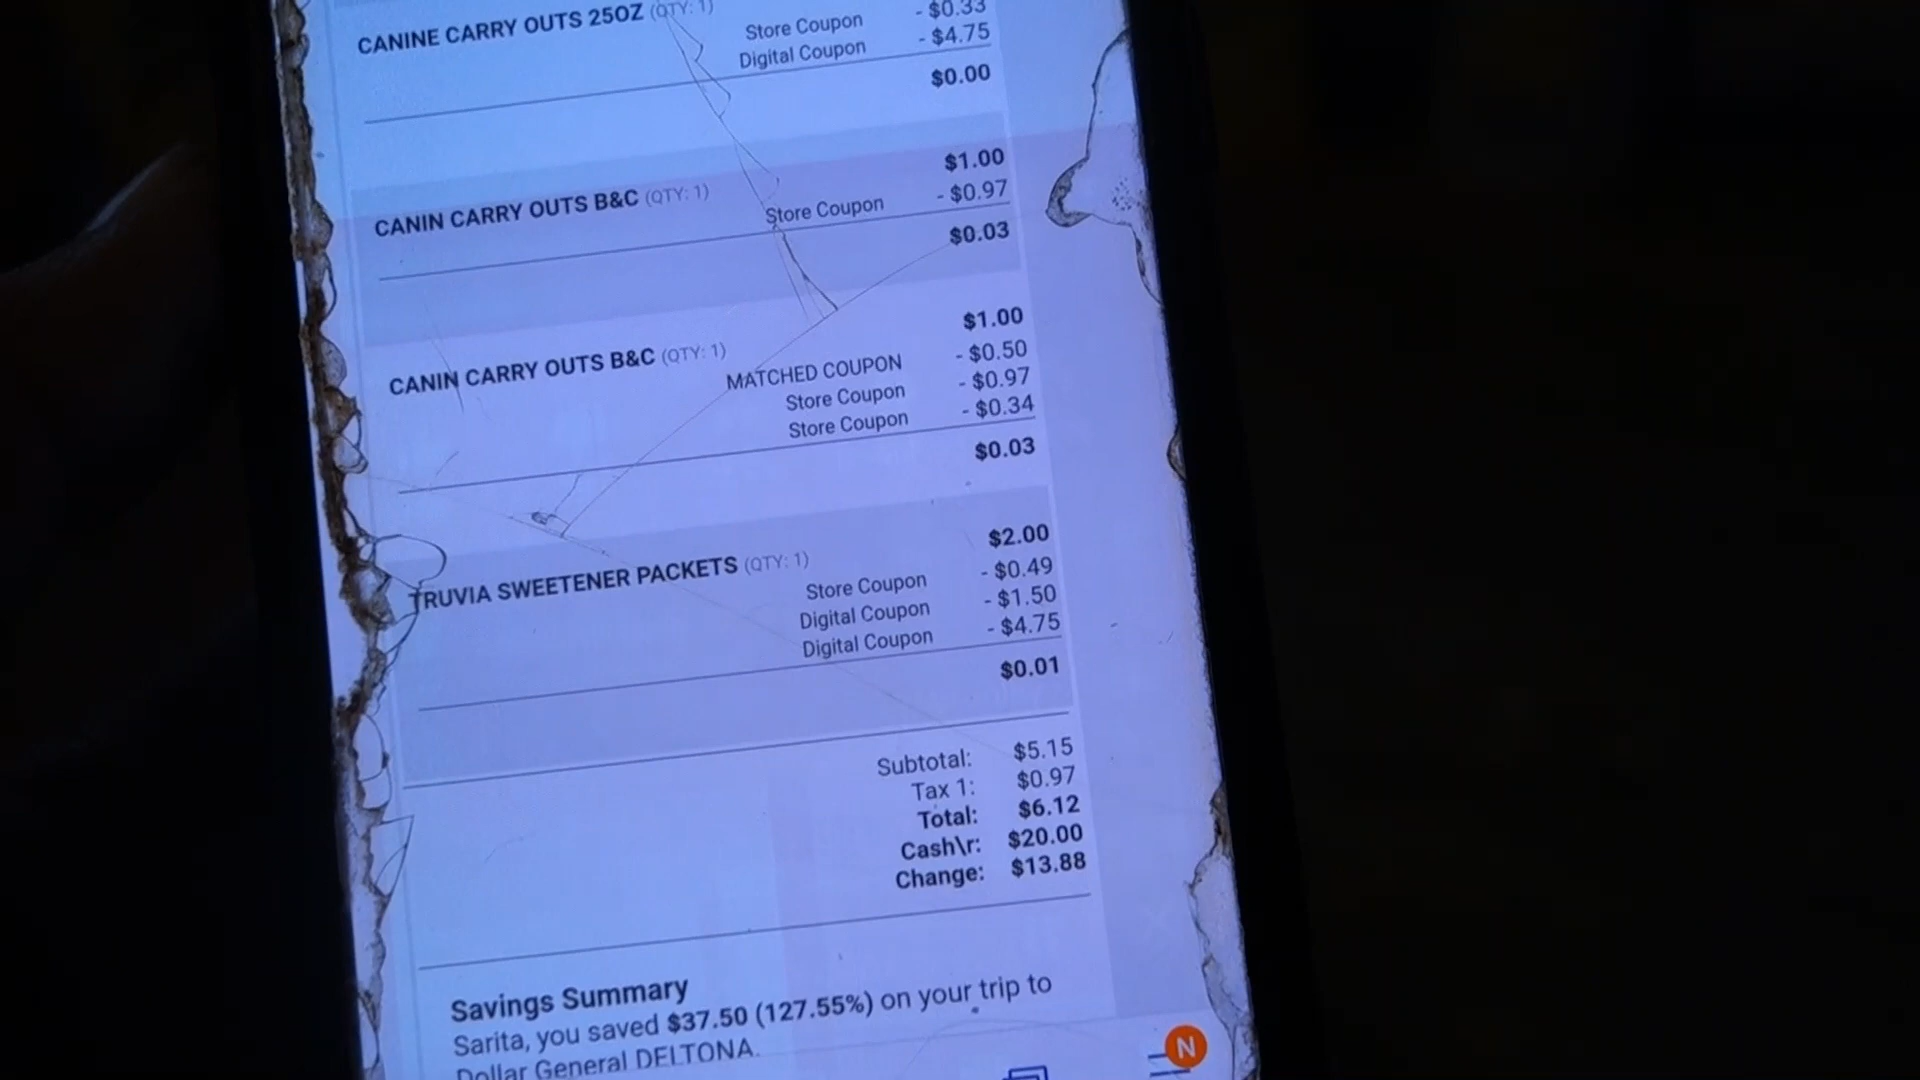 CANINE CARRY OUTS 25OZ (QTY: 1)
Store Coupon - $0.33
Digital Coupon - $4.75
$0.00
$1.00
CANIN CARRY OUTS B&C (QTY: 1)
Store Coupon - $0.97
$0.03
$1.00
CANIN CARRY OUTS B&C (QTY: 1)
MATCHED COUPON - $0.50
Store Coupon - $0.97
Store Coupon - $0.34
$0.03
$2.00
TRUVIA SWEETENER PACKETS (QTY: 1)
Store Coupon - $0.49
Digital Coupon - $1.50
Digital Coupon - $4.75
$0.01
Subtotal: $5.15
Tax 1: $0.97
Total: $6.12
Cash\r: $20.00
Change: $13.88
Savings Summary
Sarita, you saved $37.50 (127.55%) on your trip to
Dollar General DELTONA.
N